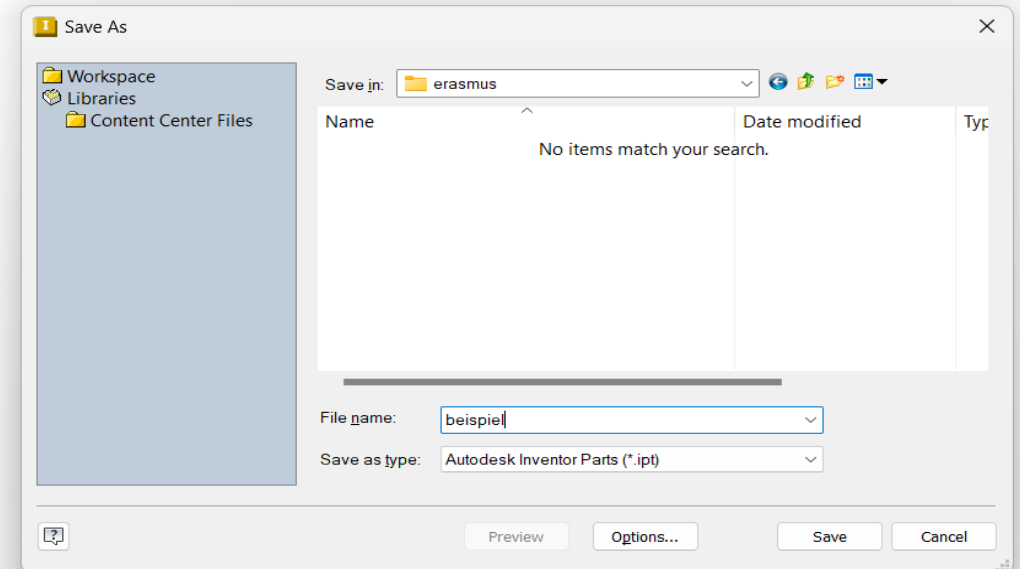 Save As
Workspace
Libraries
Content Center Files
Save in: erasmus
Name Date modified Typ
No items match your search.
File name: beispiel
Save as type: Autodesk Inventor Parts (*.ipt)
Preview Options... Save Cancel